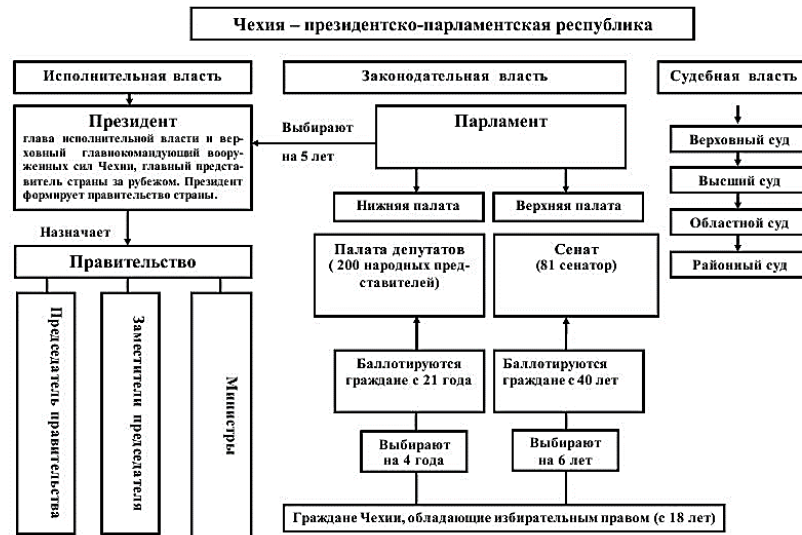 Чехия – президентско-парламентская республика
Исполнительная власть
Законодательная власть
Судебная власть
Президент
глава исполнительной власти и вер-
ховный главнокомандующий воору-
женных сил Чехии, главный предста-
витель страны за рубежом. Президент
формирует правительство страны.
Выбирают
на 5 лет
Парламент
Верховный суд
Высший суд
Областной суд
Районный суд
Нижняя палата
Верхняя палата
Назначает
Правительство
Палата депутатов
( 200 народных пред-
ставителей)
Сенат
(81 сенатор)
Председатель правительства
Заместители председателя
Министры
Баллотируются
граждане с 21 года
Баллотируются
граждане с 40 лет
Выбирают
на 4 года
Выбирают
на 6 лет
Граждане Чехии, обладающие избирательным правом (с 18 лет)